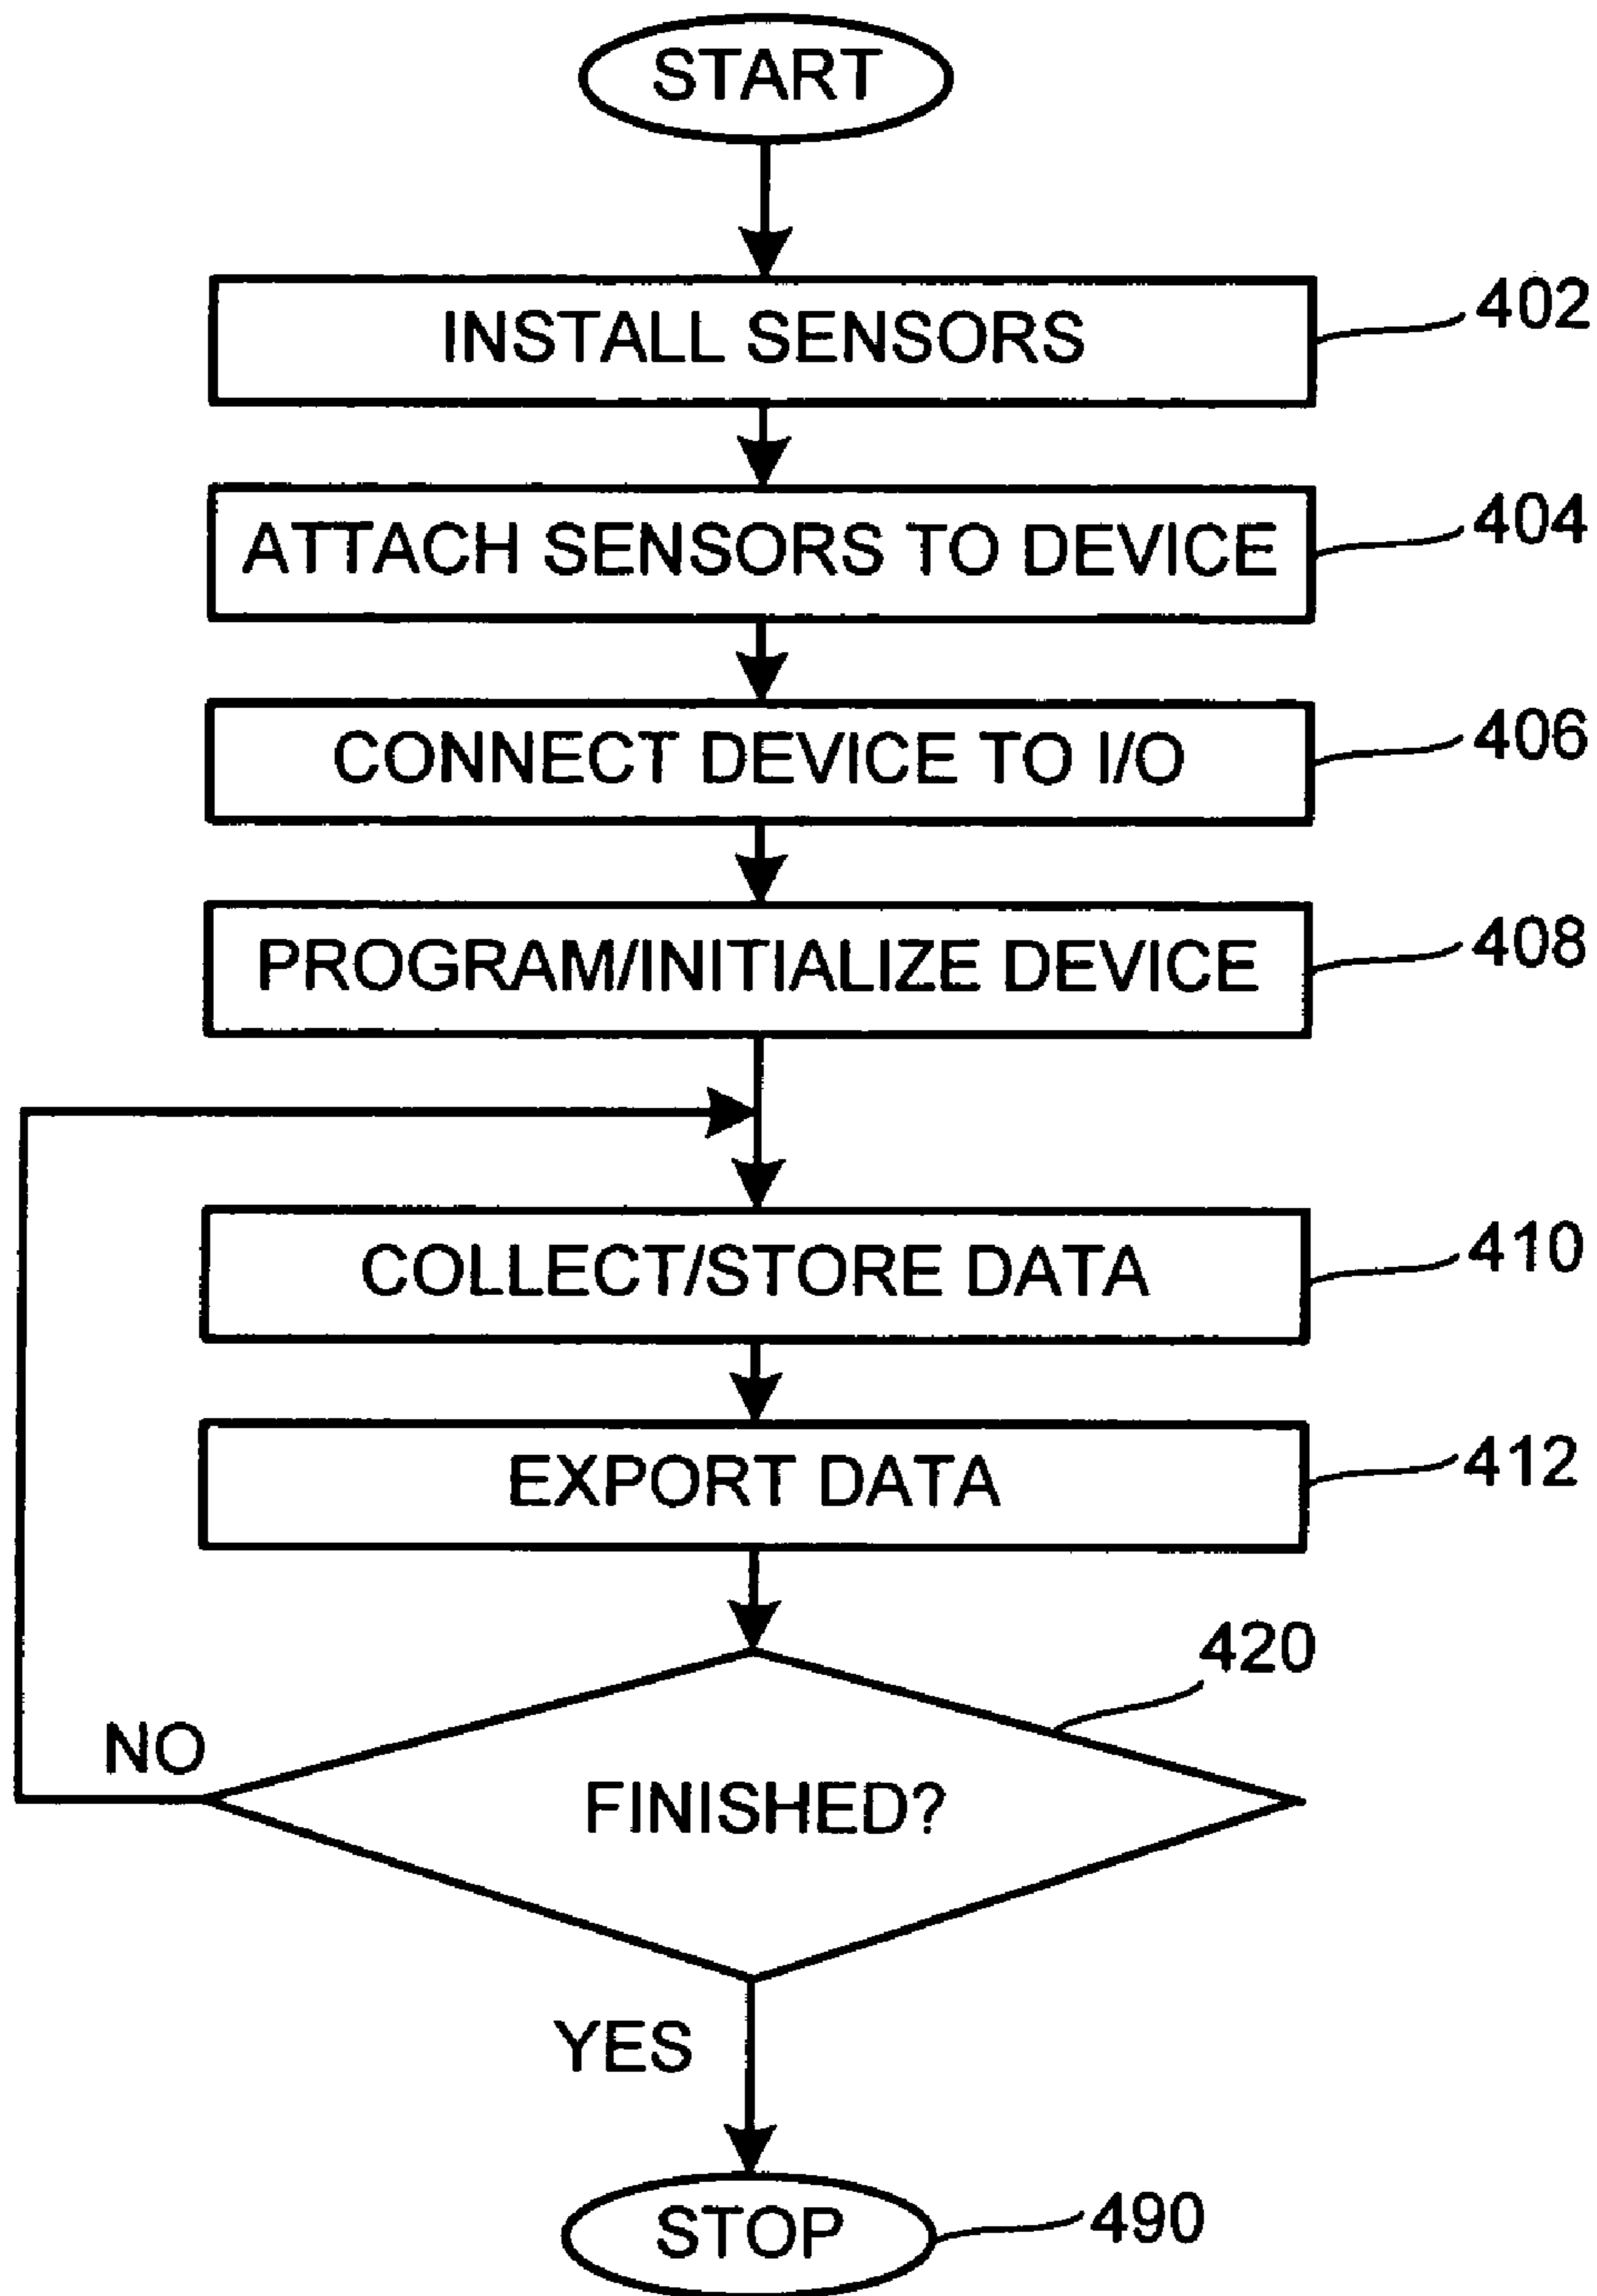 START
INSTALL SENSORS
402
ATTACH SENSORS TO DEVICE
404
CONNECT DEVICE TO I/O
406
PROGRAM/INITIALIZE DEVICE
408
COLLECT/STORE DATA
410
EXPORT DATA
412
420
NO
FINISHED?
YES
STOP
490